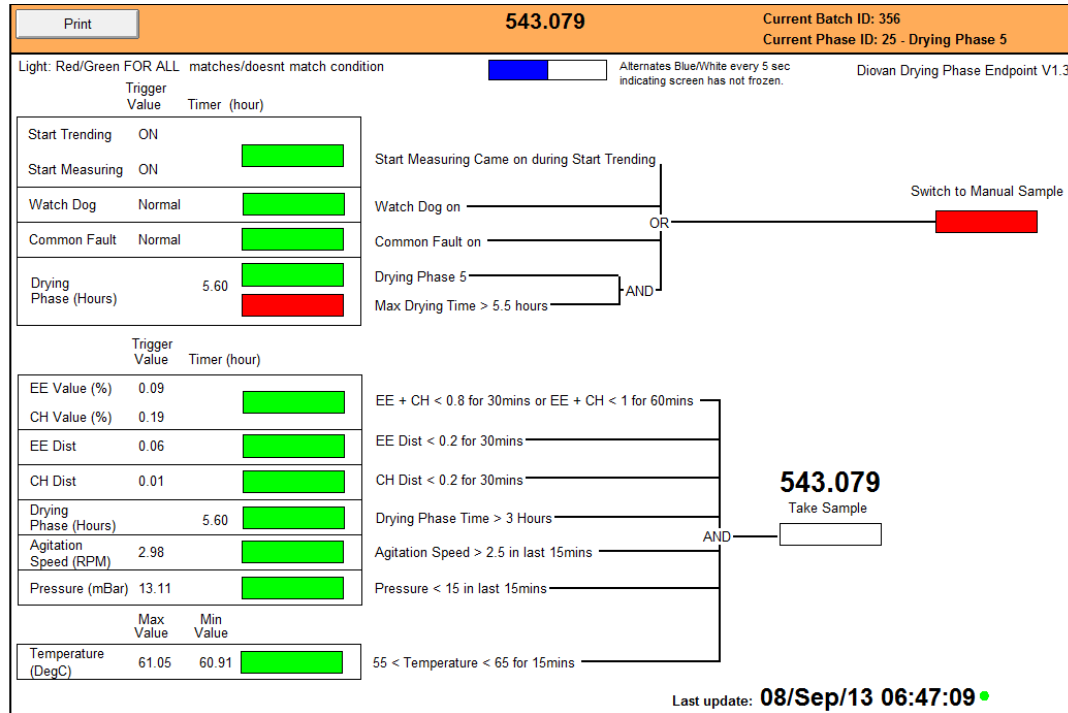 Print
543.079
Current Batch ID: 356
Current Phase ID: 25 - Drying Phase 5
Light: Red/Green FOR ALL matches/doesnt match condition
Alternates Blue/White every 5 sec
indicating screen has not frozen.
Diovan Drying Phase Endpoint V1.3
Trigger
Value Timer (hour)
Start Trending ON
Start Measuring ON
Start Measuring Came on during Start Trending
Watch Dog Normal
Watch Dog on
Common Fault Normal
Common Fault on
OR
Switch to Manual Sample
Drying
Phase (Hours)
5.60
Drying Phase 5
Max Drying Time > 5.5 hours
AND
Trigger
Value Timer (hour)
EE Value (%) 0.09
CH Value (%) 0.19
EE + CH < 0.8 for 30mins or EE + CH < 1 for 60mins
EE Dist 0.06
EE Dist < 0.2 for 30mins
CH Dist 0.01
CH Dist < 0.2 for 30mins
Drying
Phase (Hours)
5.60
Drying Phase Time > 3 Hours
Agitation
Speed (RPM)
2.98
Agitation Speed > 2.5 in last 15mins
Pressure (mBar) 13.11
Pressure < 15 in last 15mins
AND
543.079
Take Sample
Max
Value
Min
Value
Temperature
(DegC)
61.05 60.91
55 < Temperature < 65 for 15mins
Last update: 08/Sep/13 06:47:09